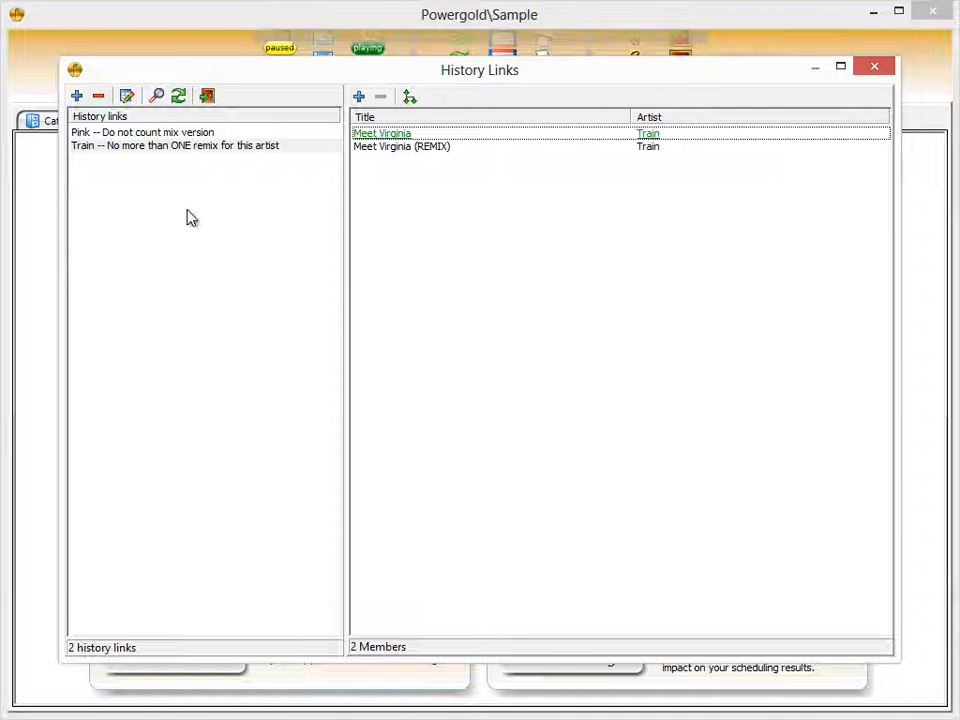 Powergold\Sample
paused
playing
History Links
History links
Pink -- Do not count mix version
Train -- No more than ONE remix for this artist
Title
Artist
Meet Virginia
Train
Meet Virginia (REMIX)
Train
Cat
2 history links
2 Members
impact on your scheduling results.